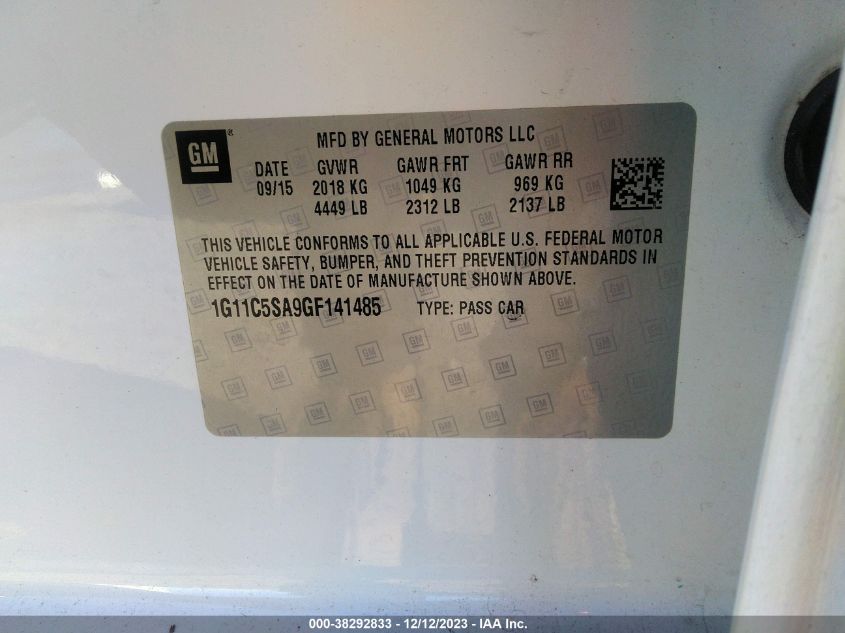 GM ® MFD BY GENERAL MOTORS LLC
DATE GVWR GAWR FRT GAWR RR
09/15 2018 KG 1049 KG 969 KG
4449 LB 2312 LB 2137 LB
THIS VEHICLE CONFORMS TO ALL APPLICABLE U.S. FEDERAL MOTOR
VEHICLE SAFETY, BUMPER, AND THEFT PREVENTION STANDARDS IN
EFFECT ON THE DATE OF MANUFACTURE SHOWN ABOVE.
1G11C5SA9GF141485 TYPE: PASS CAR
000-38292833 - 12/12/2023 - IAA Inc.